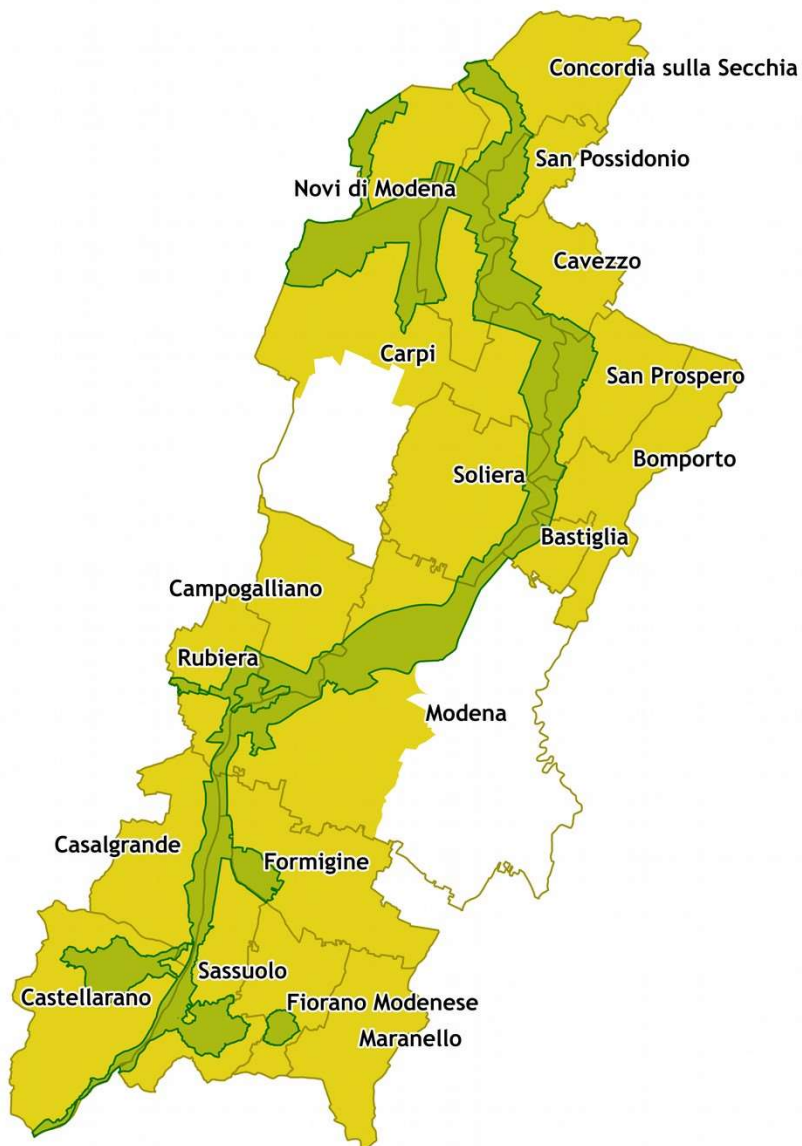 Concordia sulla Secchia
San Possidonio
Novi di Modena
Cavezzo
Carpi
San Prospero
Bomporto
Soliera
Bastiglia
Campogalliano
Rubiera
Modena
Casalgrande
Formigine
Sassuolo
Castellarano
Fiorano Modenese
Maranello